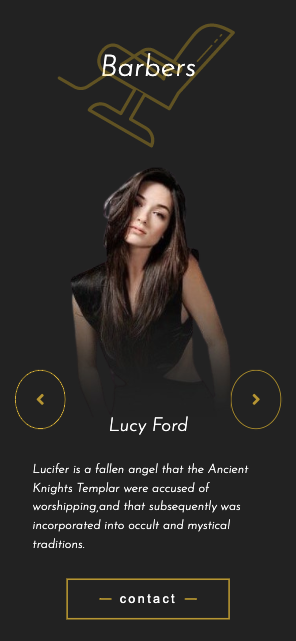 Barbers
Lucy Ford
Lucifer is a fallen angel that the Ancient
Knights Templar were accused of
worshipping,and that subsequently was
incorporated into occult and mystical
traditions.
— contact —